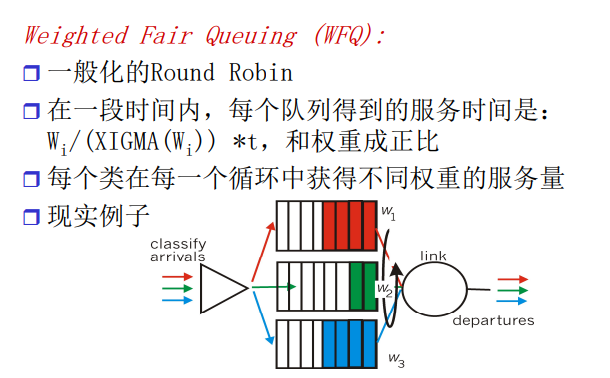 Weighted Fair Queuing (WFQ):
一般化的Round Robin
在一段时间内，每个队列得到的服务时间是：
Wi/(XIGMA(Wi)) *t，和权重成正比
每个类在每一个循环中获得不同权重的服务量
现实例子
classify
arrivals
w1
link
w2
departures
w3